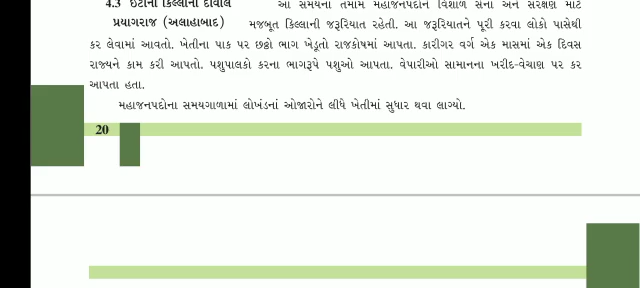 4.3 ઈંટોની કિલ્લાની દીવાલ
પ્રયાગરાજ (અલાહાબાદ)
આ સમયના તમામ મહાજનપદોને વિશાળ સેના અને સંરક્ષણ માટે
મજબૂત કિલ્લાની જરૂરિયાત રહેતી. આ જરૂરિયાતને પૂરી કરવા લોકો પાસેથી
કર લેવામાં આવતો. ખેતીના પાક પર છઠ્ઠો ભાગ ખેડૂતો રાજકોષમાં આપતા. કારીગર વર્ગ એક માસમાં એક દિવસ
રાજ્યને કામ કરી આપતો. પશુપાલકો કરના ભાગરૂપે પશુઓ આપતા. વેપારીઓ સામાનના ખરીદ-વેચાણ પર કર
આપતા હતા.
મહાજનપદોના સમયગાળામાં લોખંડનાં ઓજારોને લીધે ખેતીમાં સુધાર થવા લાગ્યો.
20